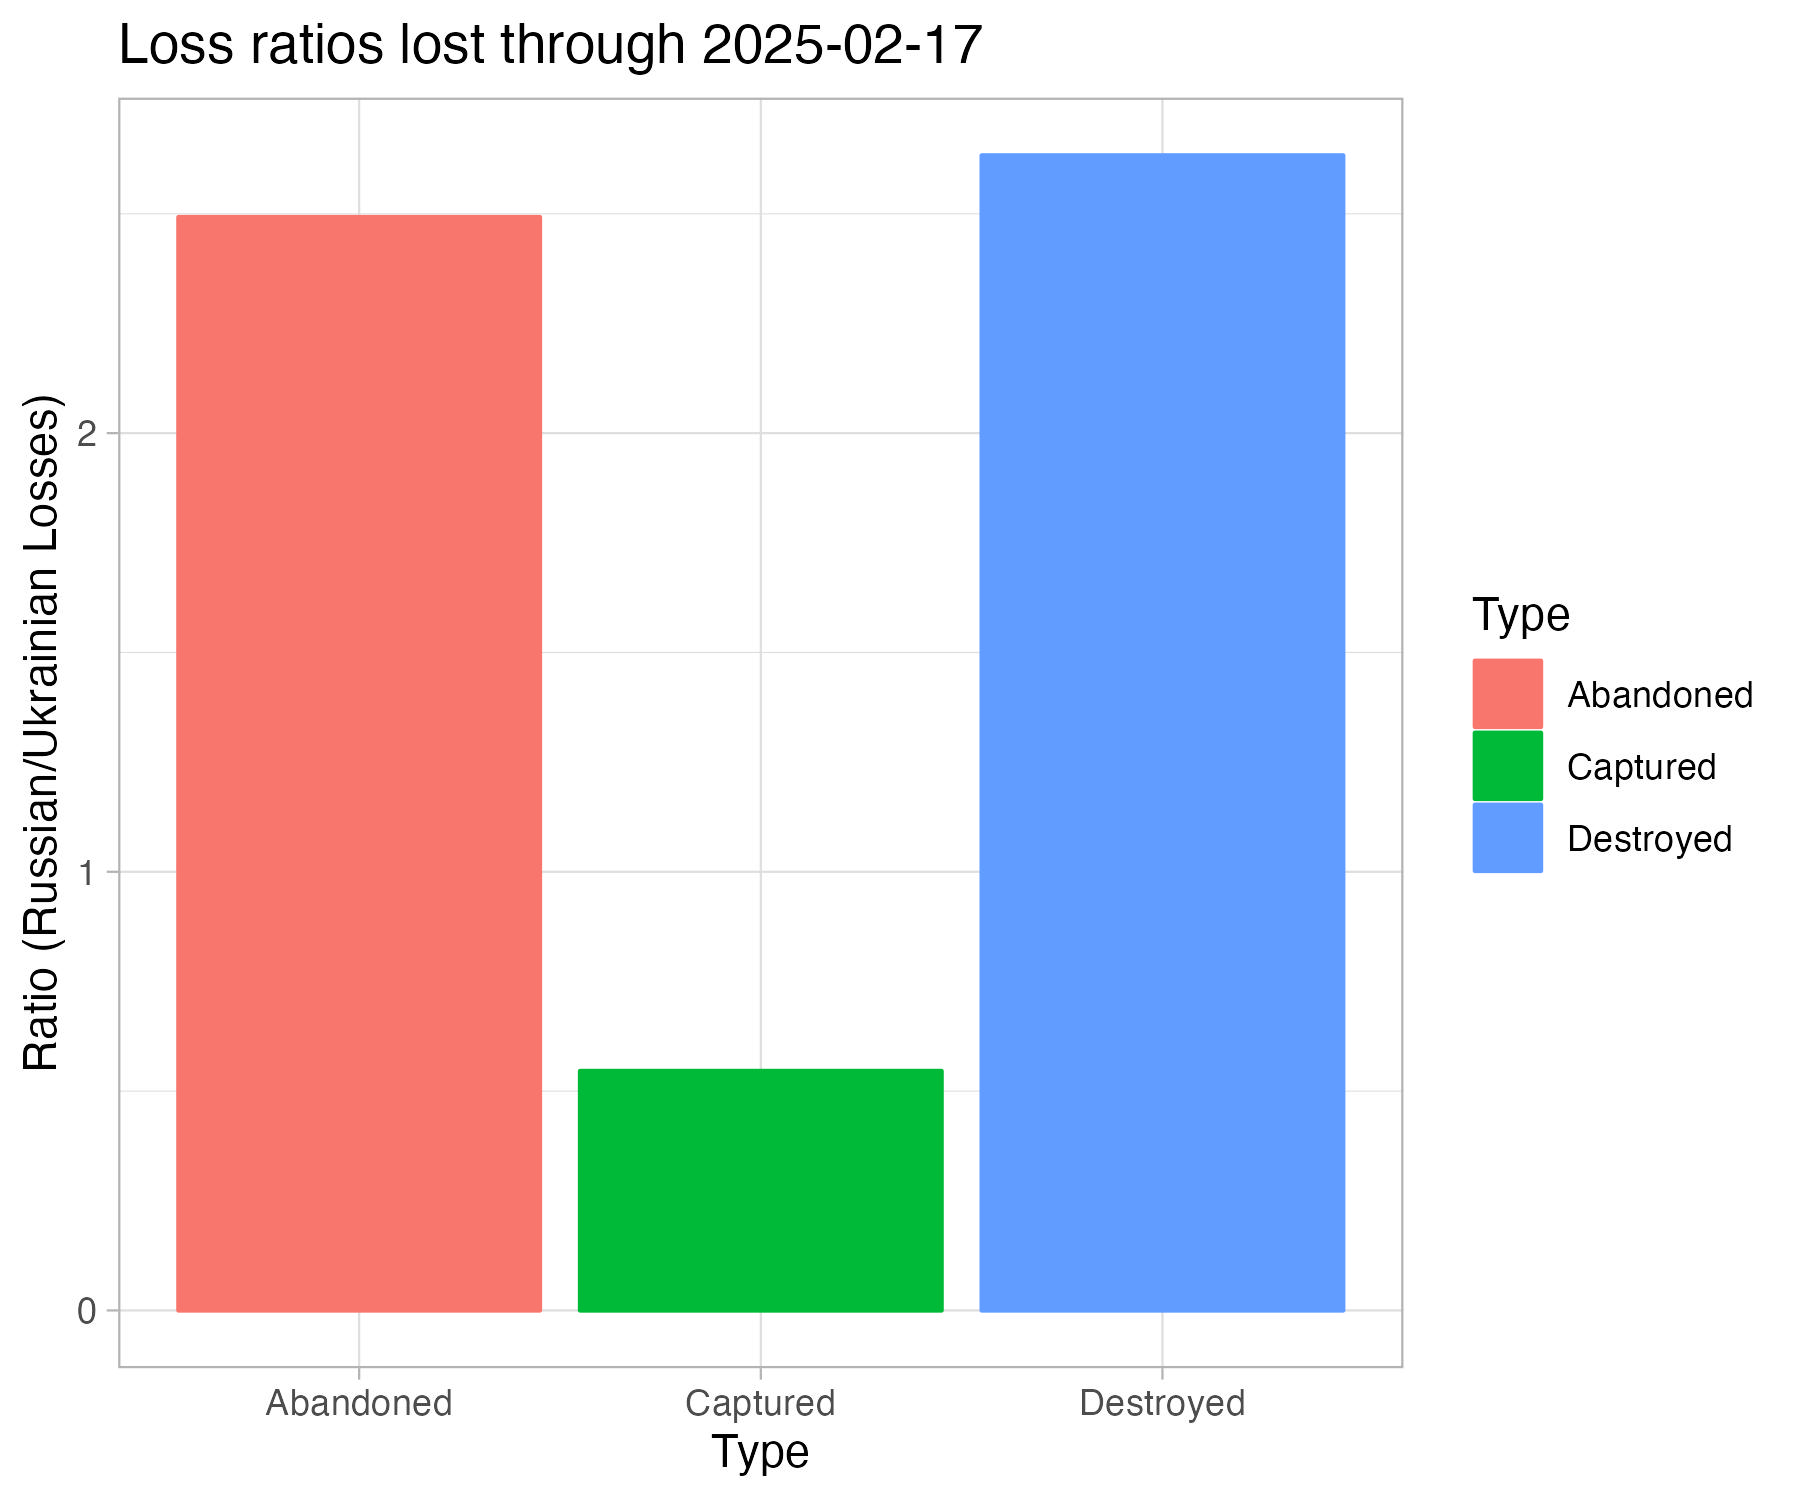 Loss ratios lost through 2025-02-17
Ratio (Russian/Ukrainian Losses)
2
1
0
Abandoned
Captured
Destroyed
Type
Type
Abandoned
Captured
Destroyed